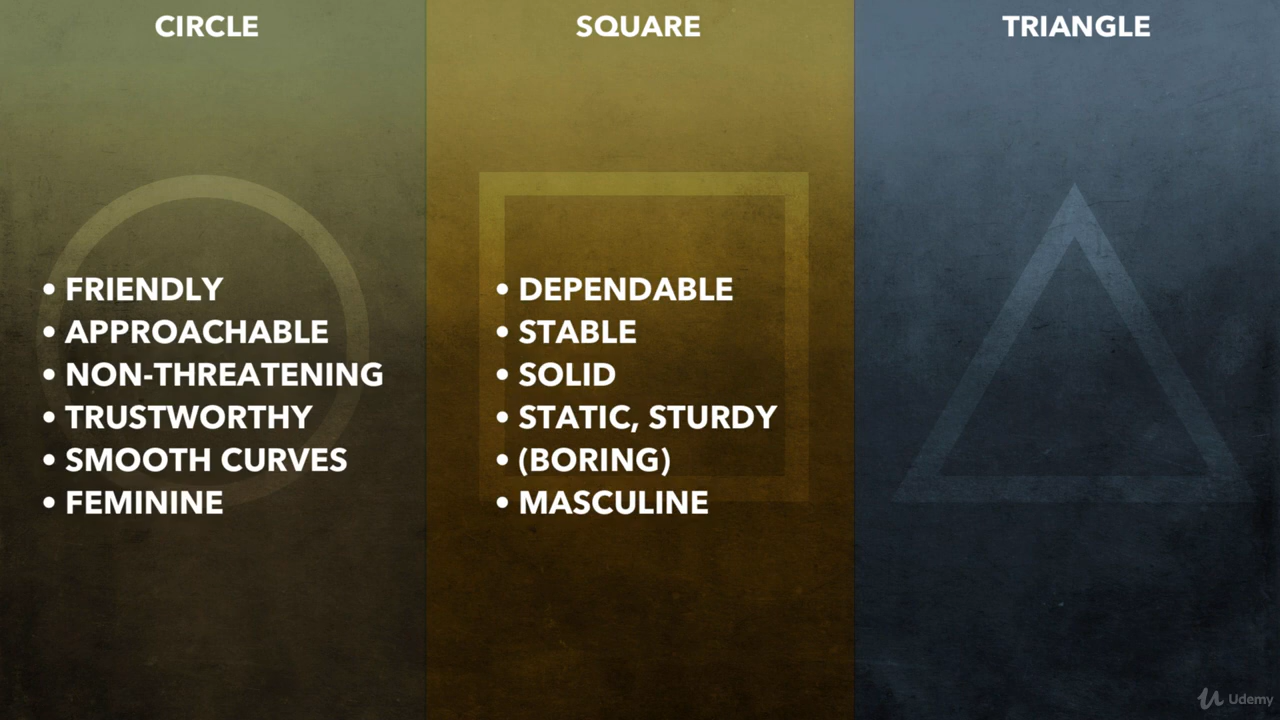 CIRCLE
• FRIENDLY
• APPROACHABLE
• NON-THREATENING
• TRUSTWORTHY
• SMOOTH CURVES
• FEMININE
SQUARE
• DEPENDABLE
• STABLE
• SOLID
• STATIC, STURDY
• (BORING)
• MASCULINE
TRIANGLE
Udemy